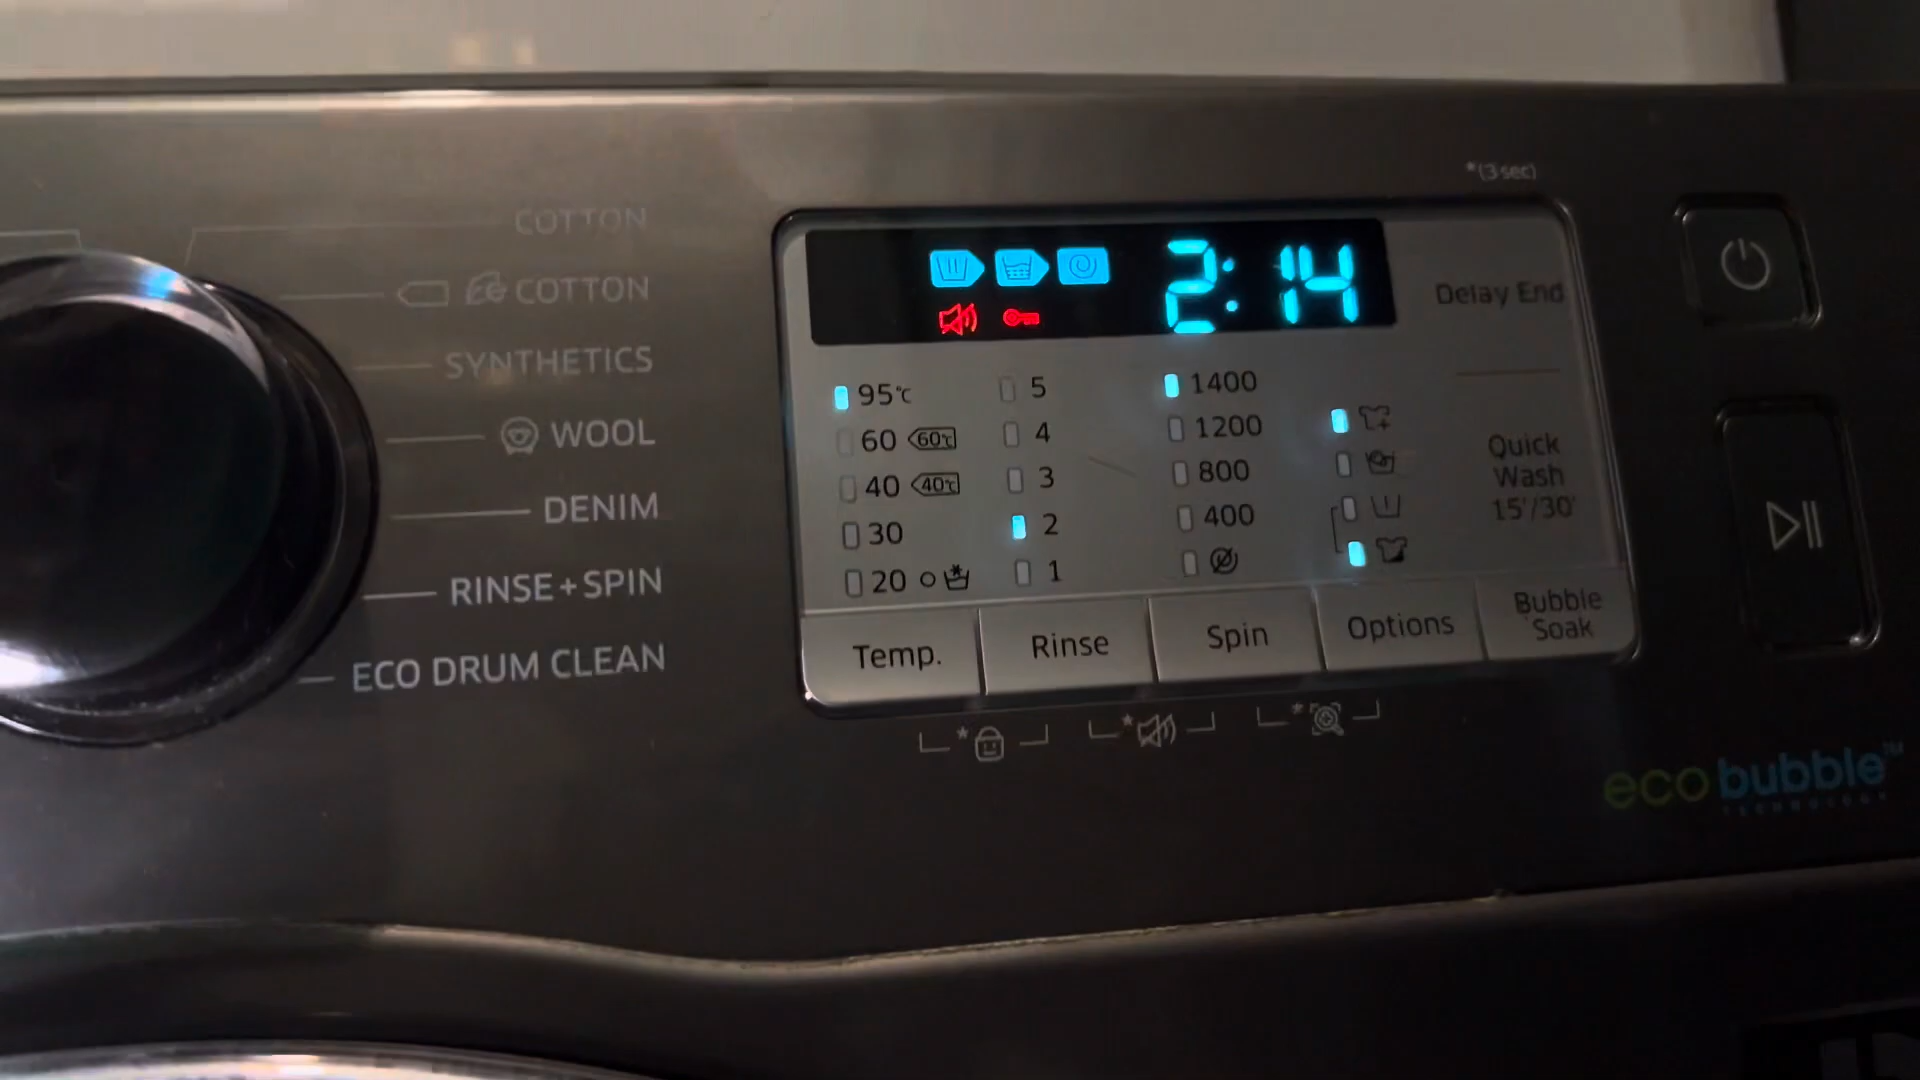 *(3 sec)
COTTON
COTTON
SYNTHETICS
WOOL
DENIM
RINSE + SPIN
ECO DRUM CLEAN
2:14
Delay End
95℃
60 60℃
40 40℃
30
20
5
4
3
2
1
1400
1200
800
400
Quick
Wash
15'/30'
Temp.
Rinse
Spin
Options
Bubble
Soak
*
*
*
eco bubble™
TECHNOLOGY